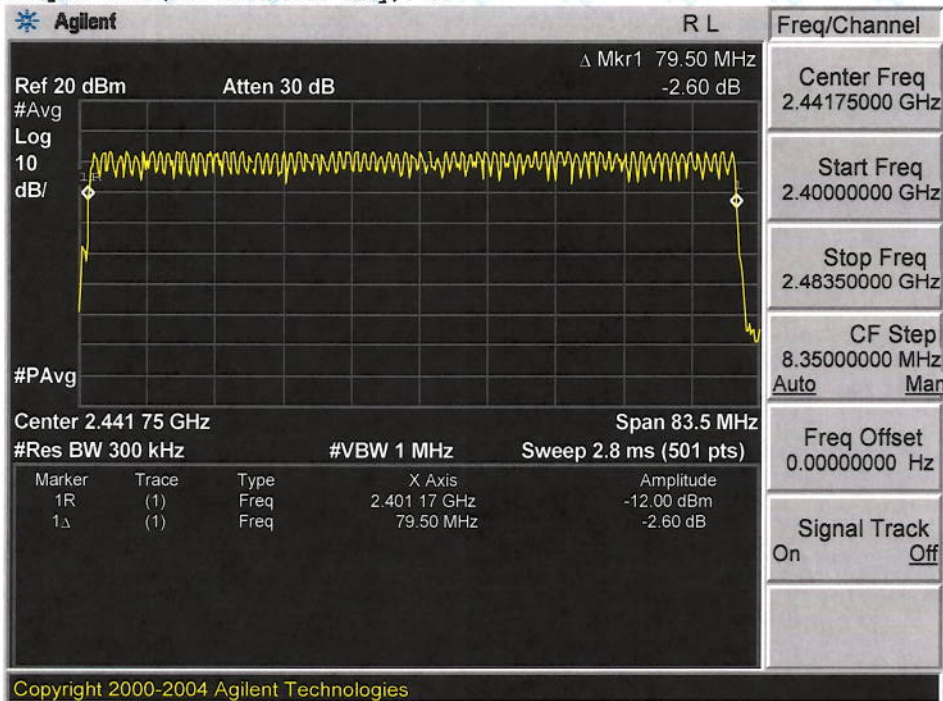 Agilent
R L
Freq/Channel
Δ Mkr1 79.50 MHz
Ref 20 dBm
Atten 30 dB
-2.60 dB
#Avg
Log
10
dB/
1R
#PAvg
Center 2.441 75 GHz
Span 83.5 MHz
#Res BW 300 kHz
#VBW 1 MHz
Sweep 2.8 ms (501 pts)
Marker Trace Type X Axis Amplitude
1R (1) Freq 2.401 17 GHz -12.00 dBm
1Δ (1) Freq 79.50 MHz -2.60 dB
Center Freq
2.44175000 GHz
Start Freq
2.40000000 GHz
Stop Freq
2.48350000 GHz
CF Step
8.35000000 MHz
Auto Man
Freq Offset
0.00000000 Hz
Signal Track
On Off
Copyright 2000-2004 Agilent Technologies